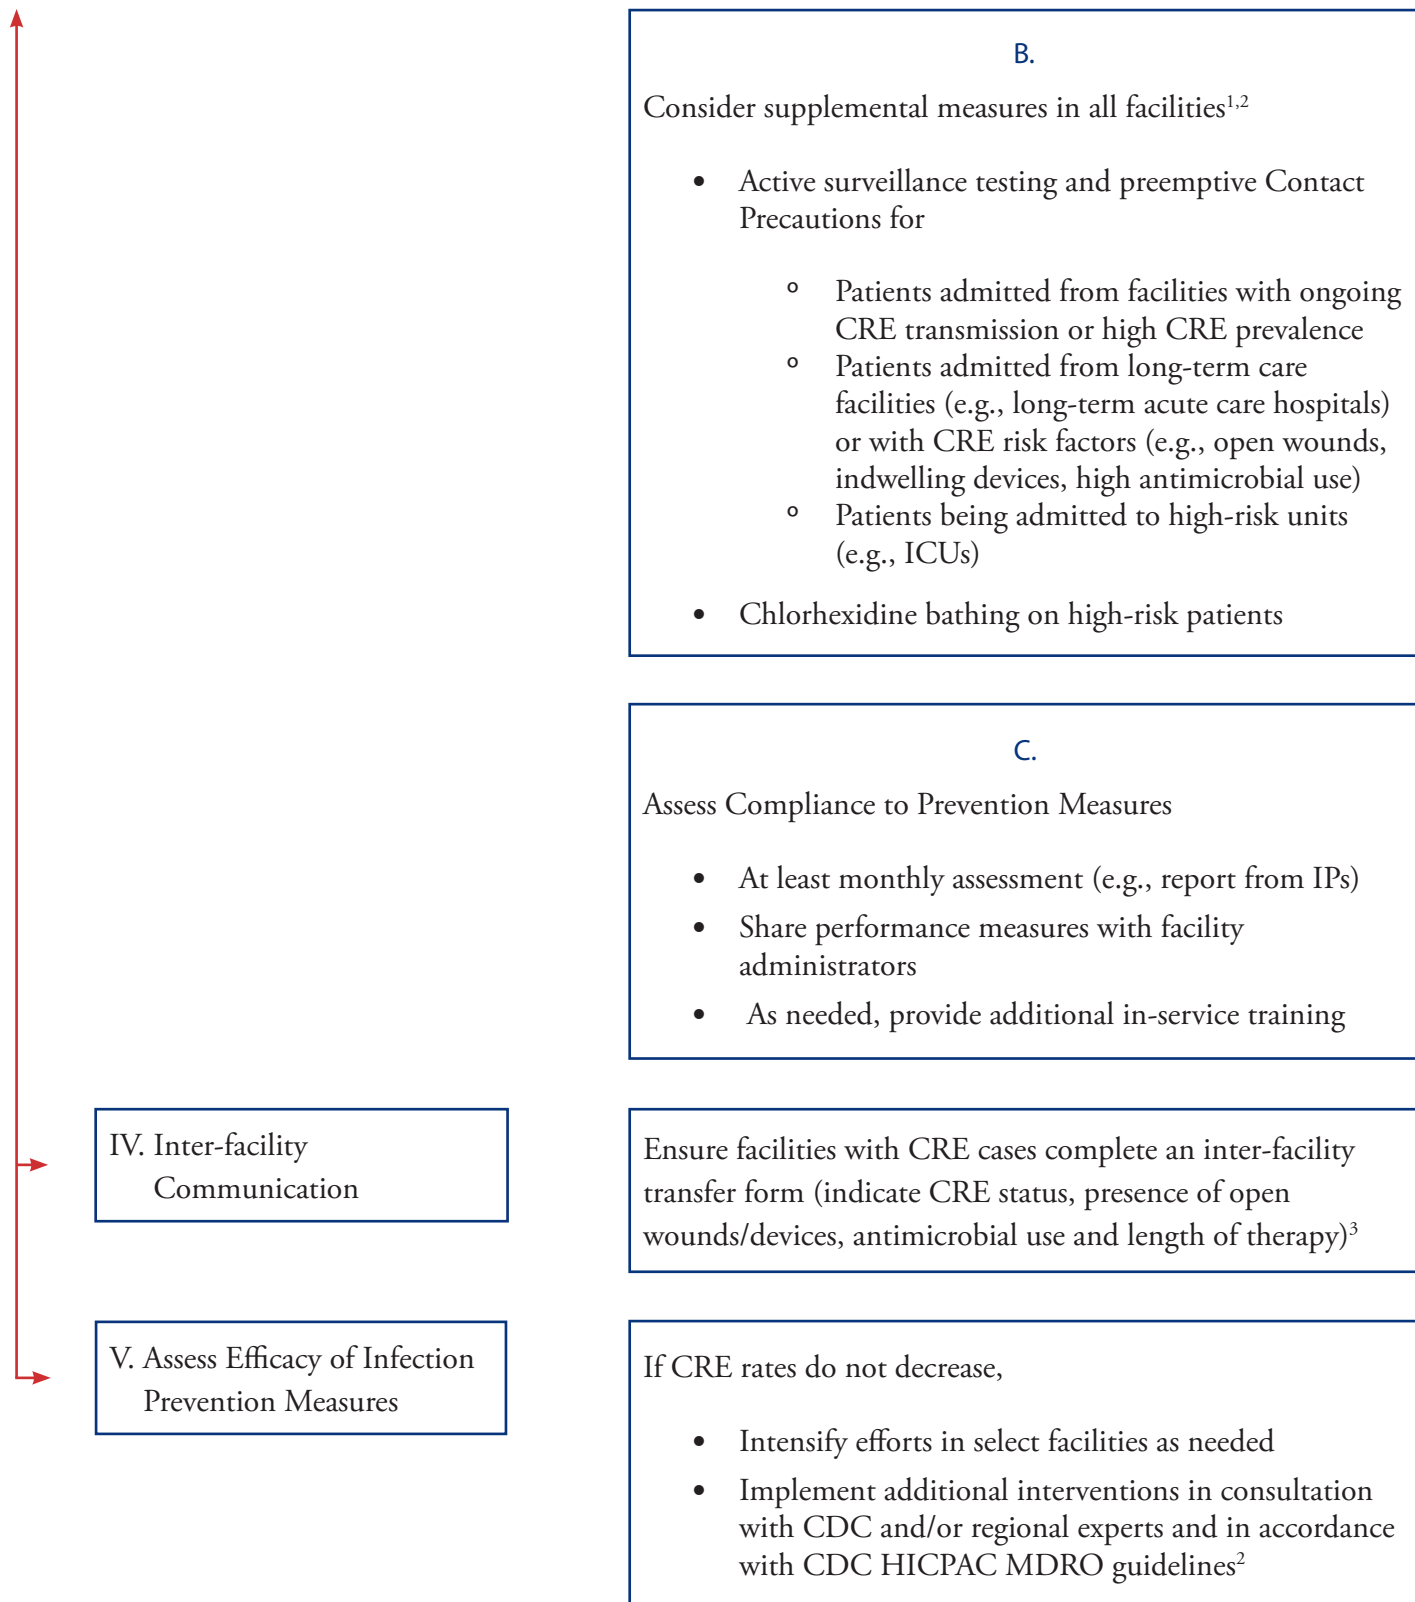 B.
Consider supplemental measures in all facilities1,2
• Active surveillance testing and preemptive Contact
Precautions for
o Patients admitted from facilities with ongoing
CRE transmission or high CRE prevalence
o Patients admitted from long-term care
facilities (e.g., long-term acute care hospitals)
or with CRE risk factors (e.g., open wounds,
indwelling devices, high antimicrobial use)
o Patients being admitted to high-risk units
(e.g., ICUs)
• Chlorhexidine bathing on high-risk patients
C.
Assess Compliance to Prevention Measures
• At least monthly assessment (e.g., report from IPs)
• Share performance measures with facility
administrators
• As needed, provide additional in-service training
IV. Inter-facility
Communication
Ensure facilities with CRE cases complete an inter-facility
transfer form (indicate CRE status, presence of open
wounds/devices, antimicrobial use and length of therapy)3
V. Assess Efficacy of Infection
Prevention Measures
If CRE rates do not decrease,
• Intensify efforts in select facilities as needed
• Implement additional interventions in consultation
with CDC and/or regional experts and in accordance
with CDC HICPAC MDRO guidelines2